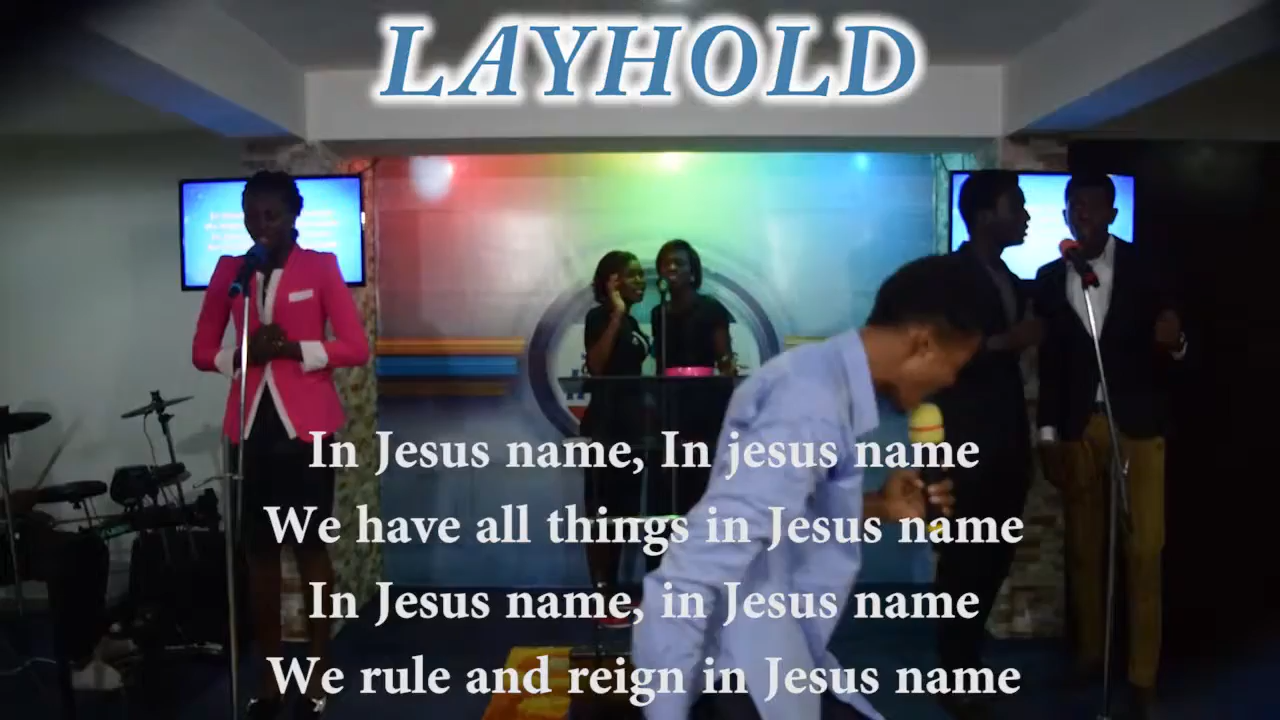 LAYHOLD
In Jesus name, In jesus name
We have all things in Jesus name
In Jesus name, in Jesus name
We rule and reign in Jesus name